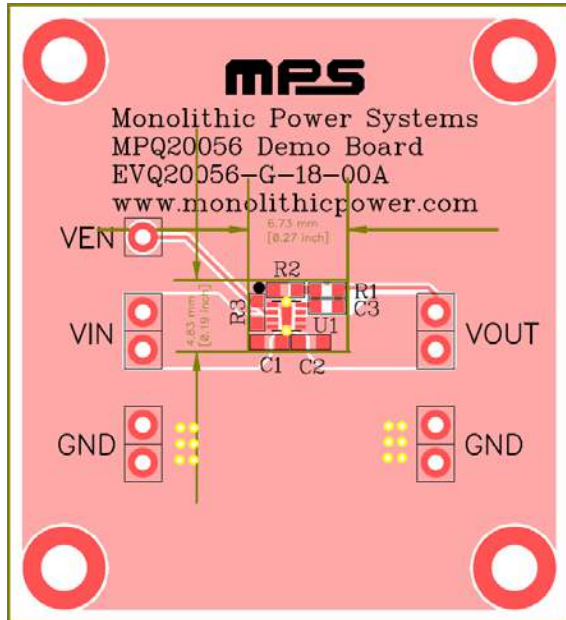 MPS
Monolithic Power Systems
MPQ20056 Demo Board
EVQ20056-G-18-00A
www.monolithicpower.com
6.73 mm
[0.27 inch]
VEN
R2
R1
4.83 mm
[0.19 inch]
R3
C3
VIN
U1
VOUT
C1
C2
GND
GND